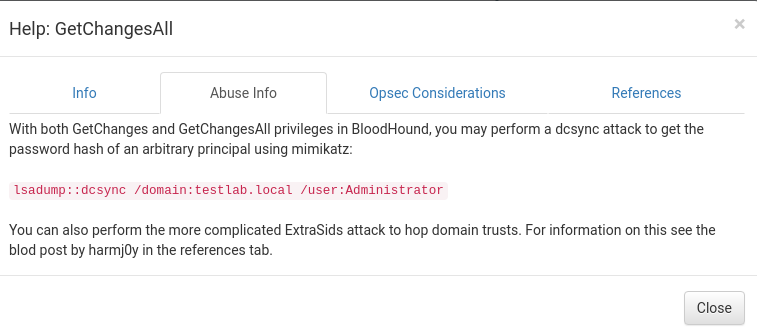 Help: GetChangesAll
×
Info
Abuse Info
Opsec Considerations
References
With both GetChanges and GetChangesAll privileges in BloodHound, you may perform a dcsync attack to get the
password hash of an arbitrary principal using mimikatz:
lsadump::dcsync /domain:testlab.local /user:Administrator
You can also perform the more complicated ExtraSids attack to hop domain trusts. For information on this see the
blod post by harmj0y in the references tab.
Close